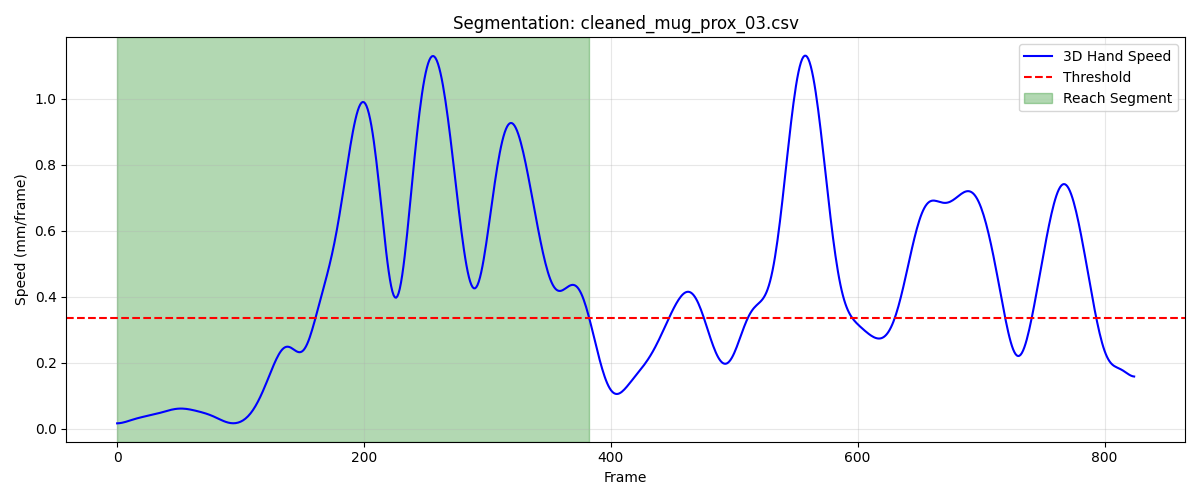 Segmentation: cleaned_mug_prox_03.csv
3D Hand Speed
Threshold
Reach Segment
Speed (mm/frame)
1.0
0.8
0.6
0.4
0.2
0.0
0 200 400 600 800
Frame